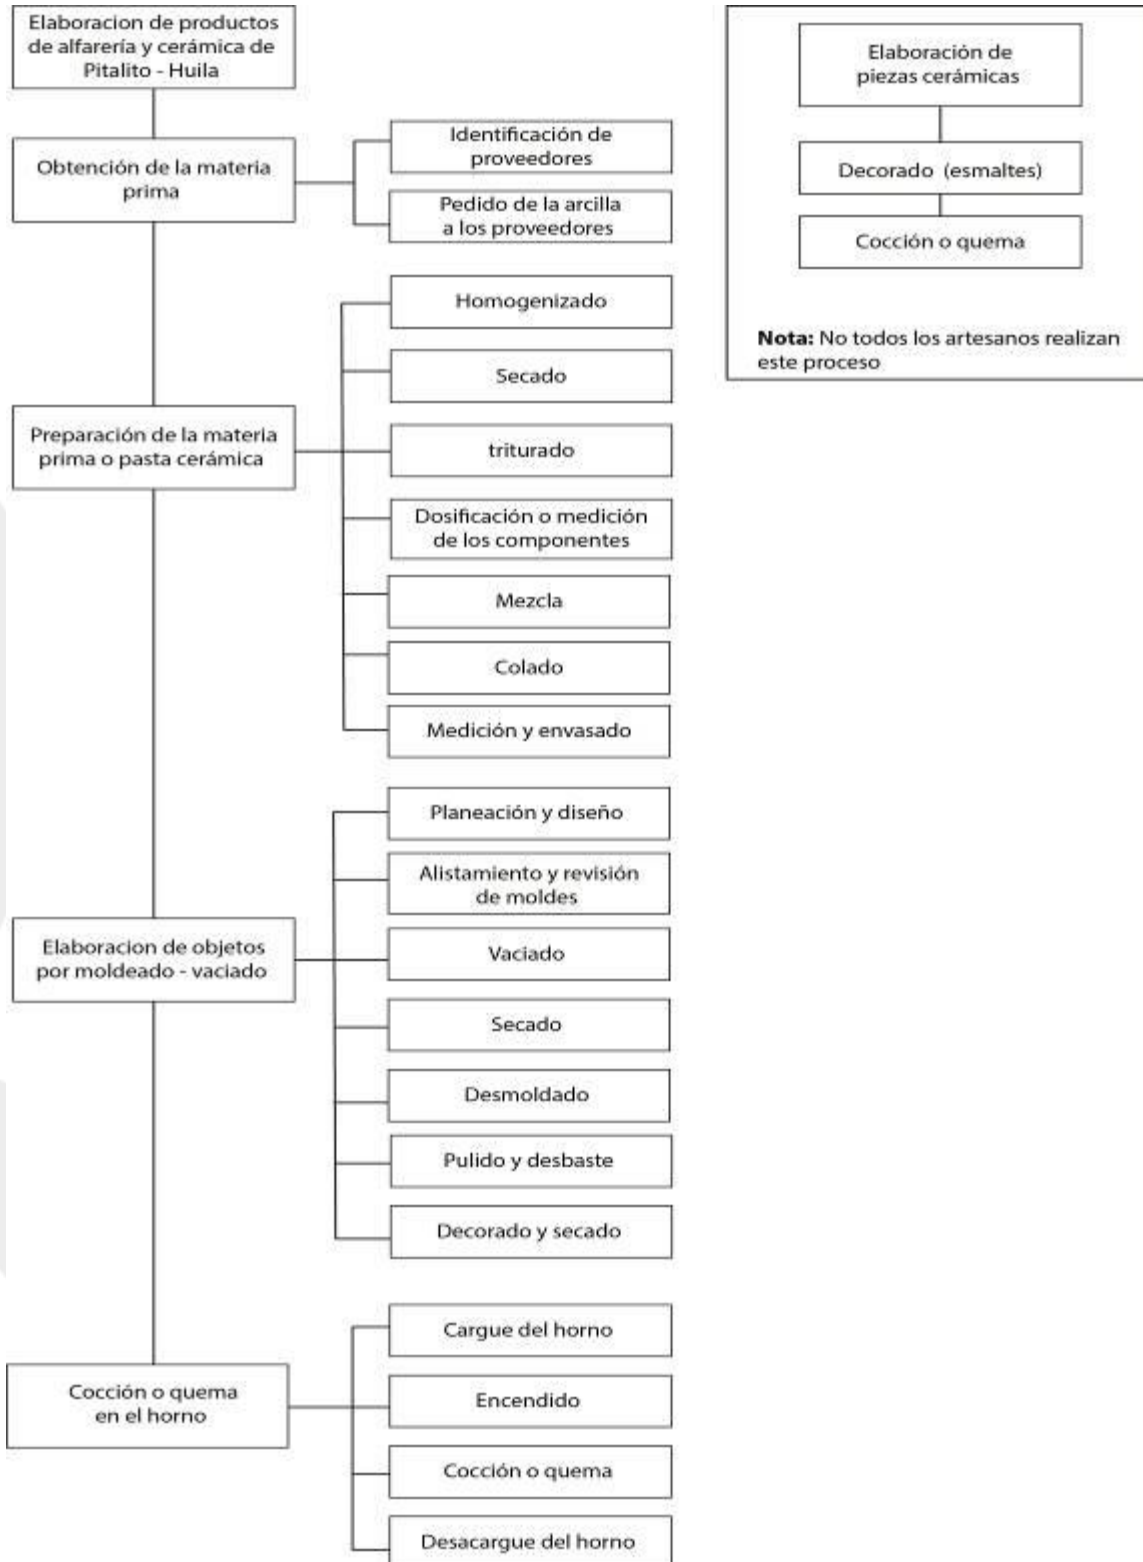 Elaboracion de productos
de alfarería y cerámica de
Pitalito - Huila
Obtención de la materia
prima
Identificación de
proveedores
Pedido de la arcilla
a los proveedores
Preparación de la materia
prima o pasta cerámica
Homogenizado
Secado
triturado
Dosificación o medición
de los componentes
Mezcla
Colado
Medición y envasado
Elaboracion de objetos
por moldeado - vaciado
Planeación y diseño
Alistamiento y revisión
de moldes
Vaciado
Secado
Desmoldado
Pulido y desbaste
Decorado y secado
Cocción o quema
en el horno
Cargue del horno
Encendido
Cocción o quema
Desacargue del horno
Elaboración de
piezas cerámicas
Decorado (esmaltes)
Cocción o quema
Nota: No todos los artesanos realizan
este proceso